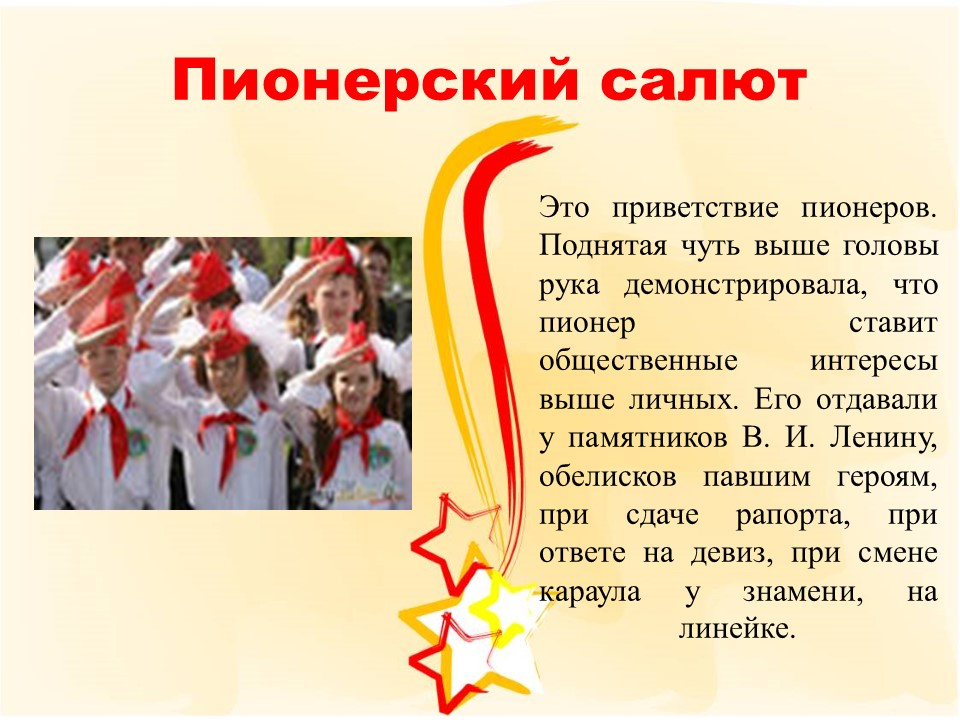 Пионерский салют
Это приветствие пионеров.
Поднятая чуть выше головы
рука демонстрировала, что
пионер ставит
общественные интересы
выше личных. Его отдавали
у памятников В. И. Ленину,
обелисков павшим героям,
при сдаче рапорта, при
ответе на девиз, при смене
караула у знамени, на
линейке.